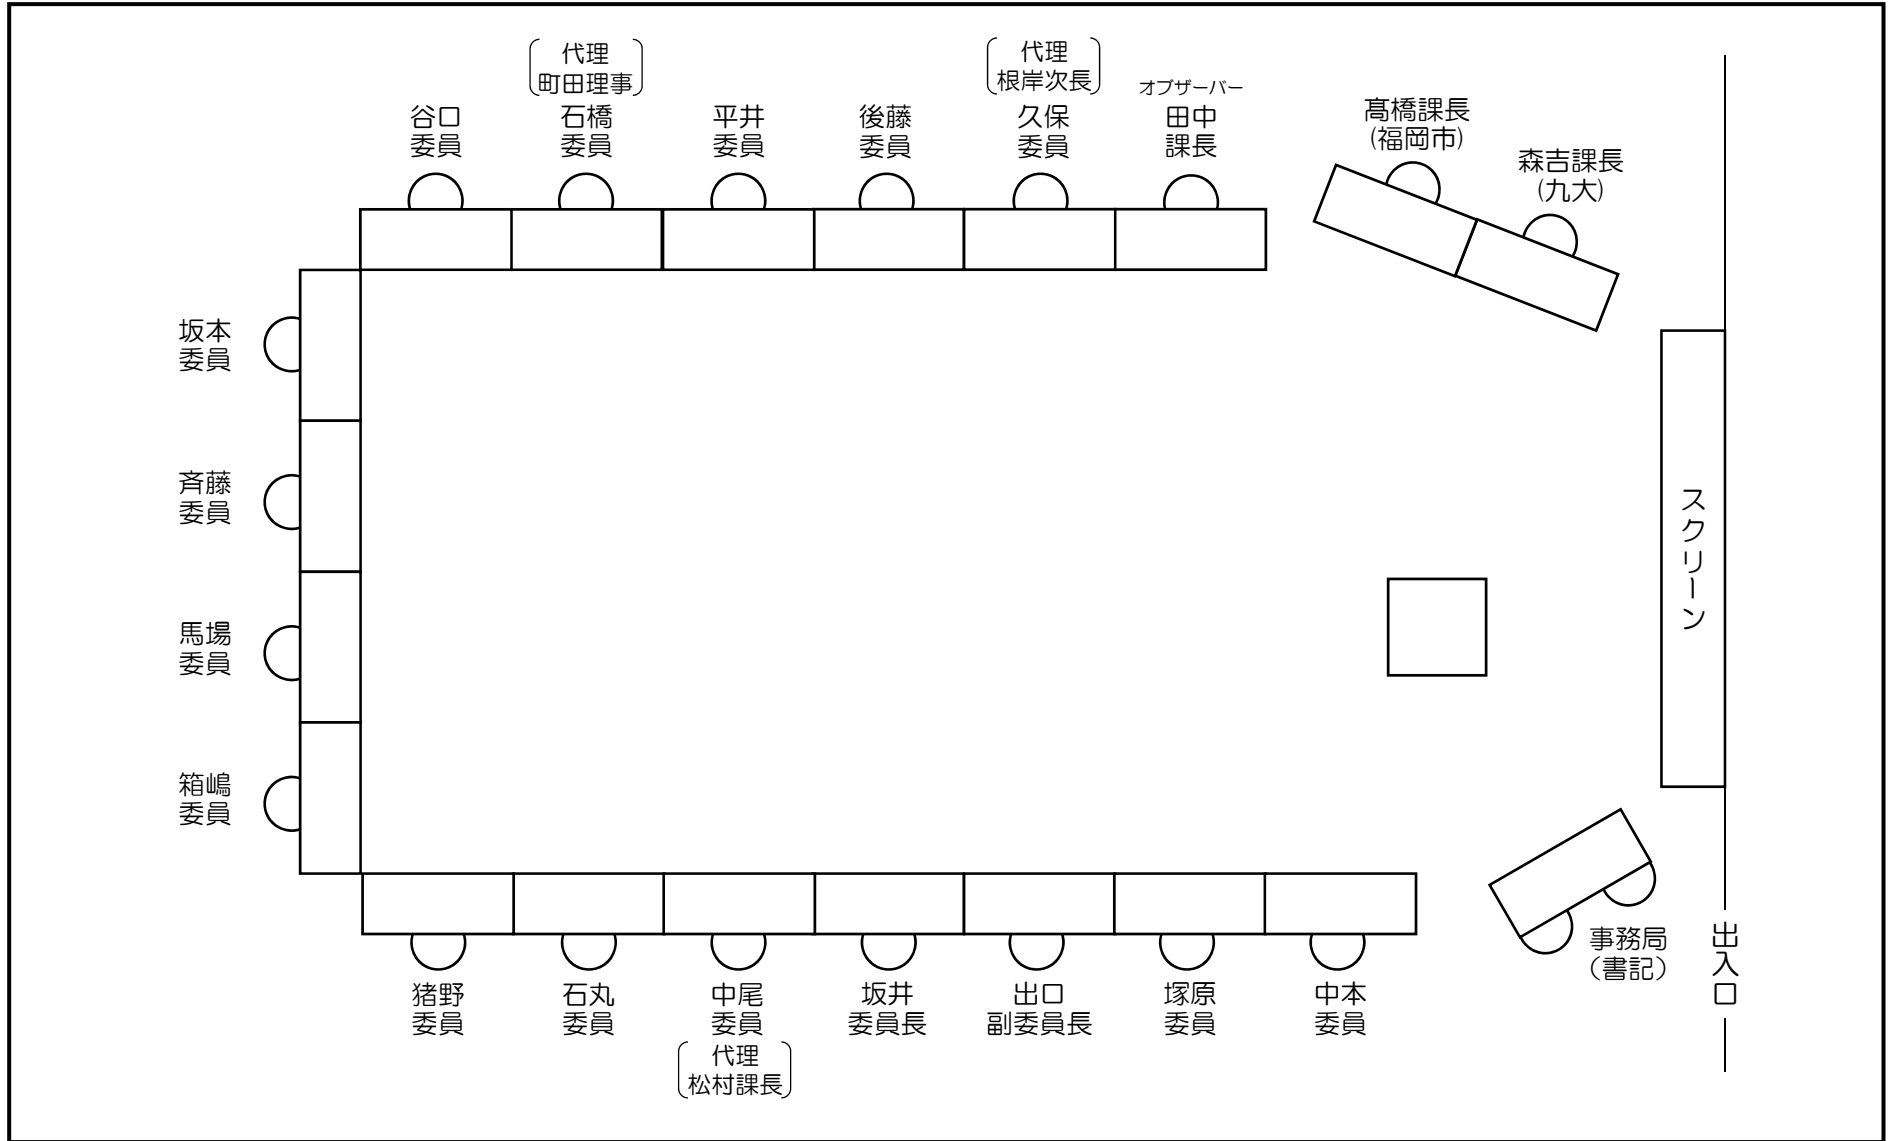 代理
町田理事
代理
根岸次長
オブザーバー
谷口
委員
石橋
委員
平井
委員
後藤
委員
久保
委員
田中
課長
髙橋課長
(福岡市)
森吉課長
(九大)
坂本
委員
斉藤
委員
馬場
委員
箱嶋
委員
スクリーン
猪野
委員
石丸
委員
中尾
委員
代理
松村課長
坂井
委員長
出口
副委員長
塚原
委員
中本
委員
事務局
（書記）
出入口